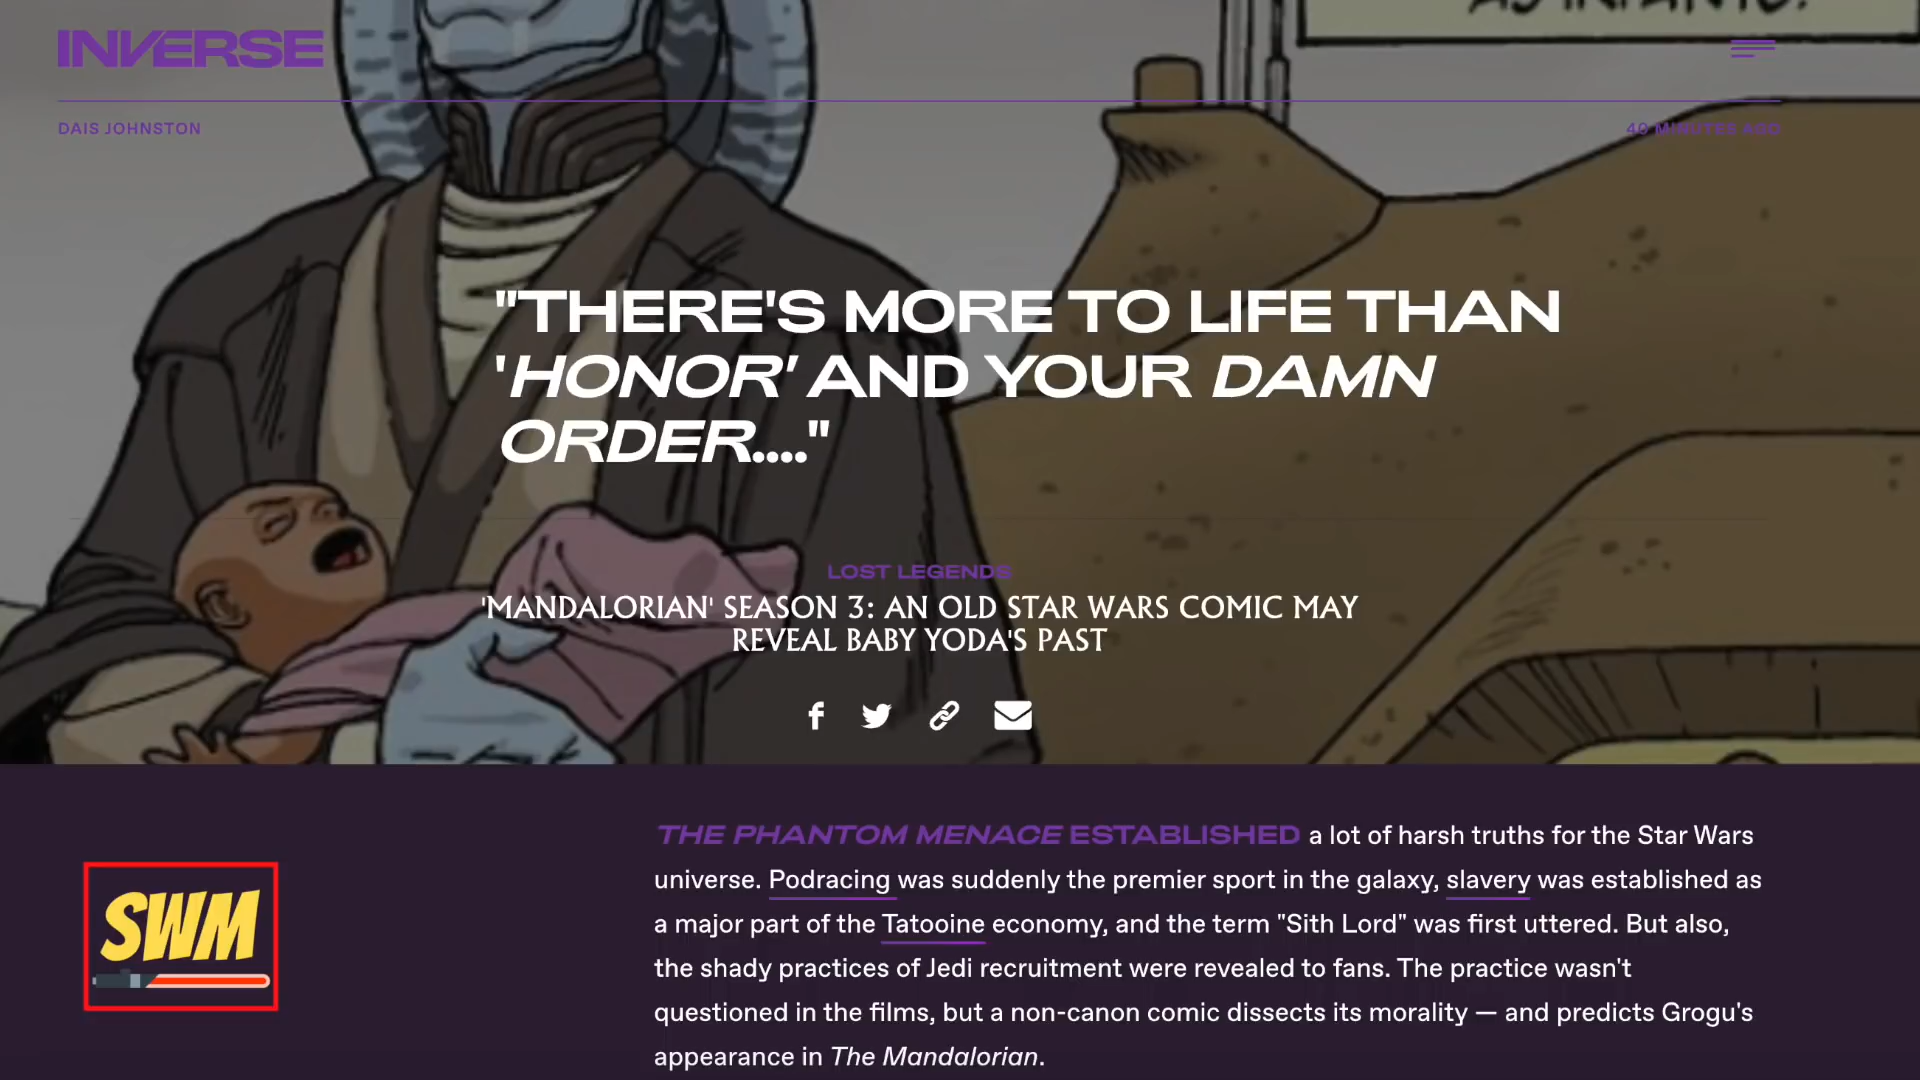 INVERSE
DAIS JOHNSTON
40 MINUTES AGO
"THERE'S MORE TO LIFE THAN
'HONOR' AND YOUR DAMN
ORDER...."
LOST LEGENDS
'MANDALORIAN' SEASON 3: AN OLD STAR WARS COMIC MAY
REVEAL BABY YODA'S PAST
THE PHANTOM MENACE ESTABLISHED a lot of harsh truths for the Star Wars
universe. Podracing was suddenly the premier sport in the galaxy, slavery was established as
a major part of the Tatooine economy, and the term "Sith Lord" was first uttered. But also,
the shady practices of Jedi recruitment were revealed to fans. The practice wasn't
questioned in the films, but a non-canon comic dissects its morality — and predicts Grogu's
appearance in The Mandalorian.
SWM